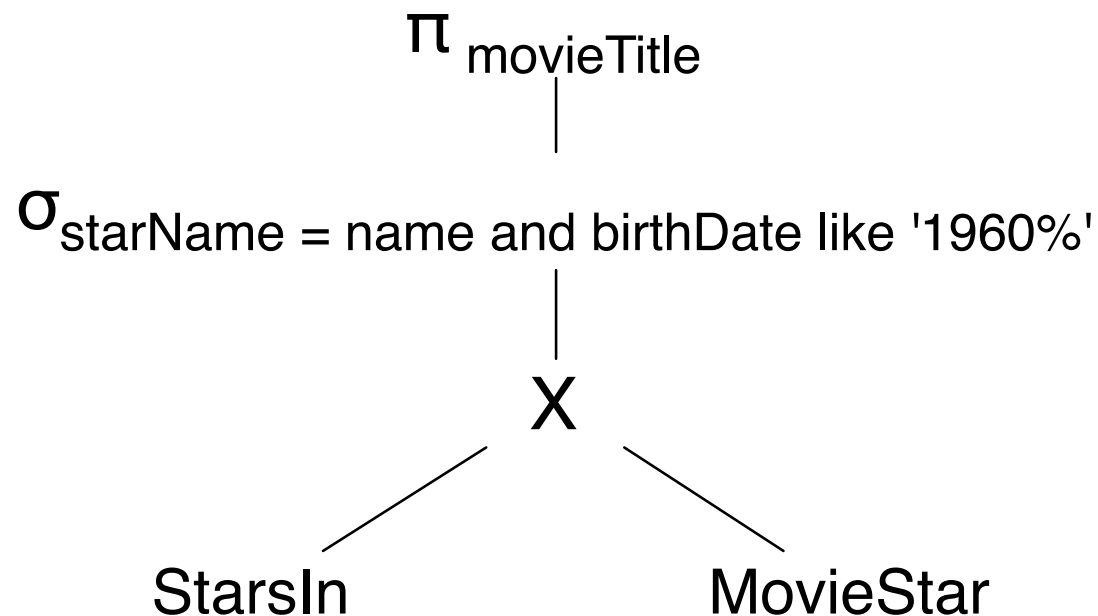 π movieTitle
σ starName = name and birthDate like '1960%'
X
StarsIn MovieStar